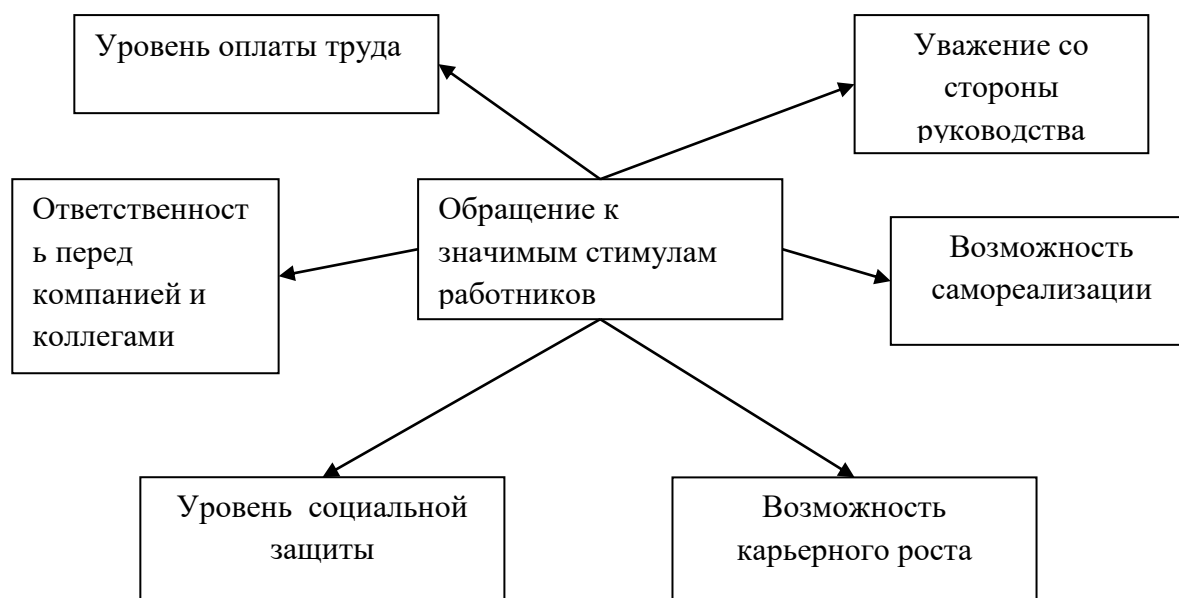 Уровень оплаты труда
Уважение со
стороны
руководства
Ответственност
ь перед
компанией и
коллегами
Обращение к
значимым стимулам
работников
Возможность
самореализации
Уровень  социальной
защиты
Возможность
карьерного роста